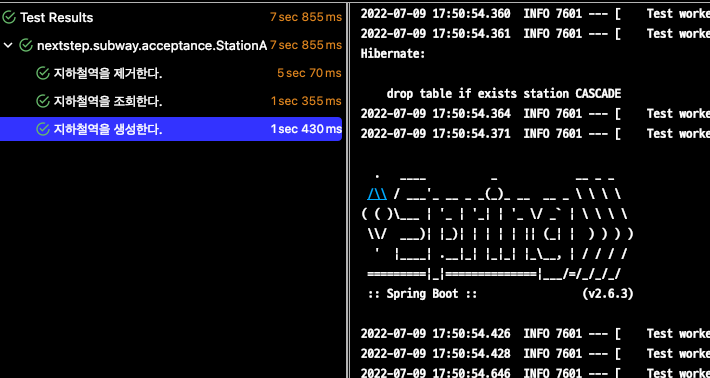 Test Results 7 sec 855 ms
nextstep.subway.acceptance.StationA 7 sec 855 ms
지하철역을 제거한다. 5 sec 70 ms
지하철역을 조회한다. 1 sec 355 ms
지하철역을 생성한다. 1 sec 430 ms
2022-07-09 17:50:54.360 INFO 7601 --- [ Test worke
2022-07-09 17:50:54.361 INFO 7601 --- [ Test worke
Hibernate:
drop table if exists station CASCADE
2022-07-09 17:50:54.364 INFO 7601 --- [ Test worke
2022-07-09 17:50:54.371 INFO 7601 --- [ Test worke
  .   ____          _            __ _ _
 /\\ / ___'_ __ _ _(_)_ __  __ _ \ \ \ \
( ( )\___ | '_ | '_| | '_ \/ _` | \ \ \ \
 \\/  ___)| |_)| | | | | || (_| |  ) ) ) )
  '  |____| .__|_| |_|_| |_\__, | / / / /
 =========|_|==============|___/=/_/_/_/
:: Spring Boot :: (v2.6.3)
2022-07-09 17:50:54.426 INFO 7601 --- [ Test worke
2022-07-09 17:50:54.428 INFO 7601 --- [ Test worke
2022-07-09 17:50:54.646 INFO 7601 --- [ Test worke